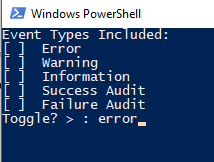 Windows PowerShell
Event Types Included:
[ ] Error
[ ] Warning
[ ] Information
[ ] Success Audit
[ ] Failure Audit
Toggle? > : error